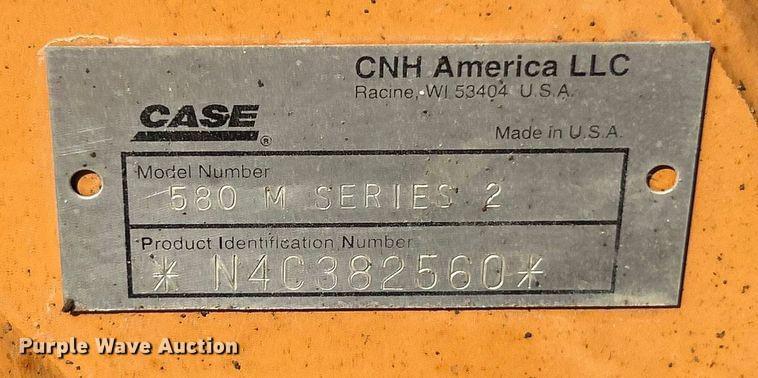 CNH America LLC
Racine, WI 53404 U.S.A.
CASE®
Made in U.S.A.
Model Number
580 M SERIES 2
Product Identification Number
* N4C382560*
Purple Wave Auction